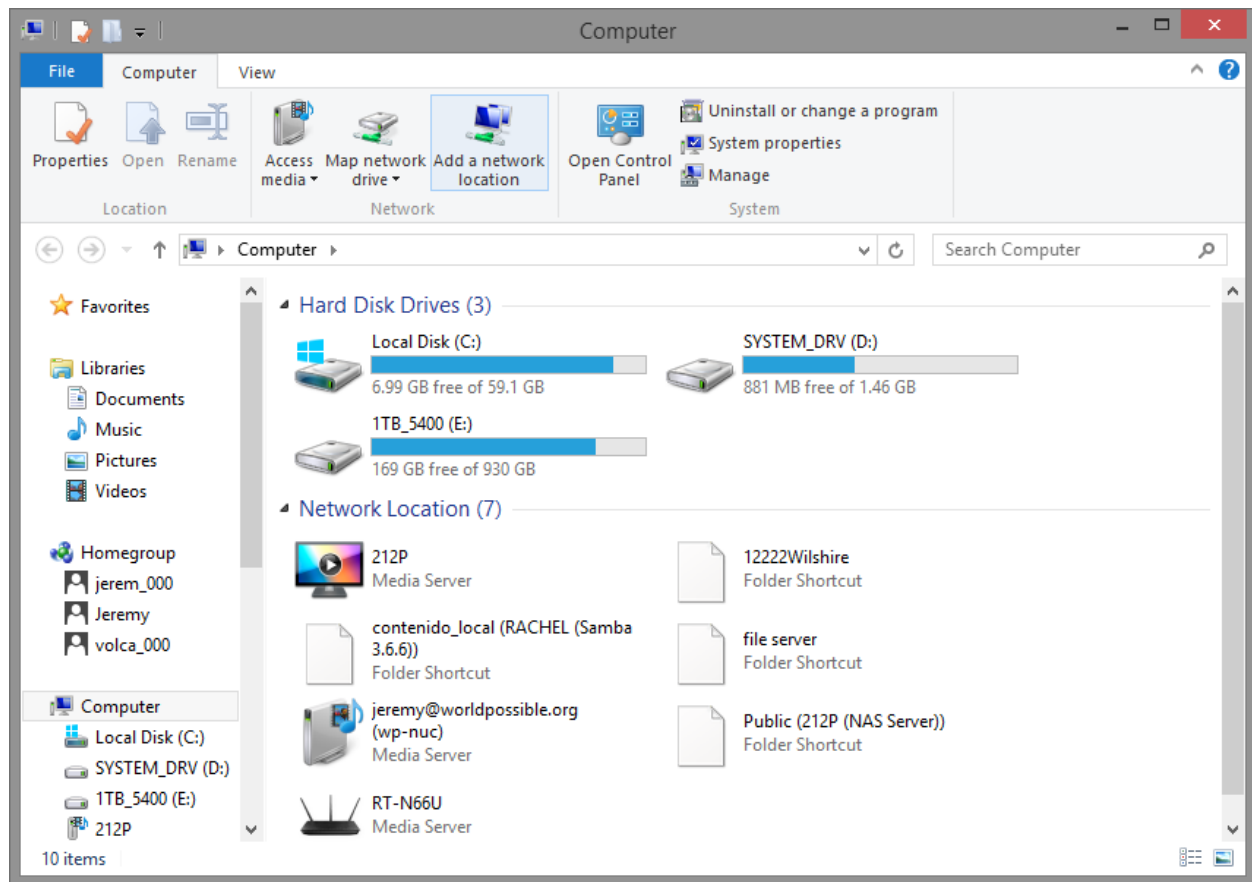 Computer
File Computer View
Properties Open Rename
Location
Access media
Map network drive
Add a network location
Network
Open Control Panel
Uninstall or change a program
System properties
Manage
System
Computer
Search Computer
Favorites
Libraries
Documents
Music
Pictures
Videos
Homegroup
jerem_000
Jeremy
volca_000
Computer
Local Disk (C:)
SYSTEM_DRV (D:)
1TB_5400 (E:)
212P
Hard Disk Drives (3)
Local Disk (C:)
6.99 GB free of 59.1 GB
SYSTEM_DRV (D:)
881 MB free of 1.46 GB
1TB_5400 (E:)
169 GB free of 930 GB
Network Location (7)
212P
Media Server
12222Wilshire
Folder Shortcut
contenido_local (RACHEL (Samba
3.6.6))
Folder Shortcut
file server
Folder Shortcut
jeremy@worldpossible.org
(wp-nuc)
Media Server
Public (212P (NAS Server))
Folder Shortcut
RT-N66U
Media Server
10 items